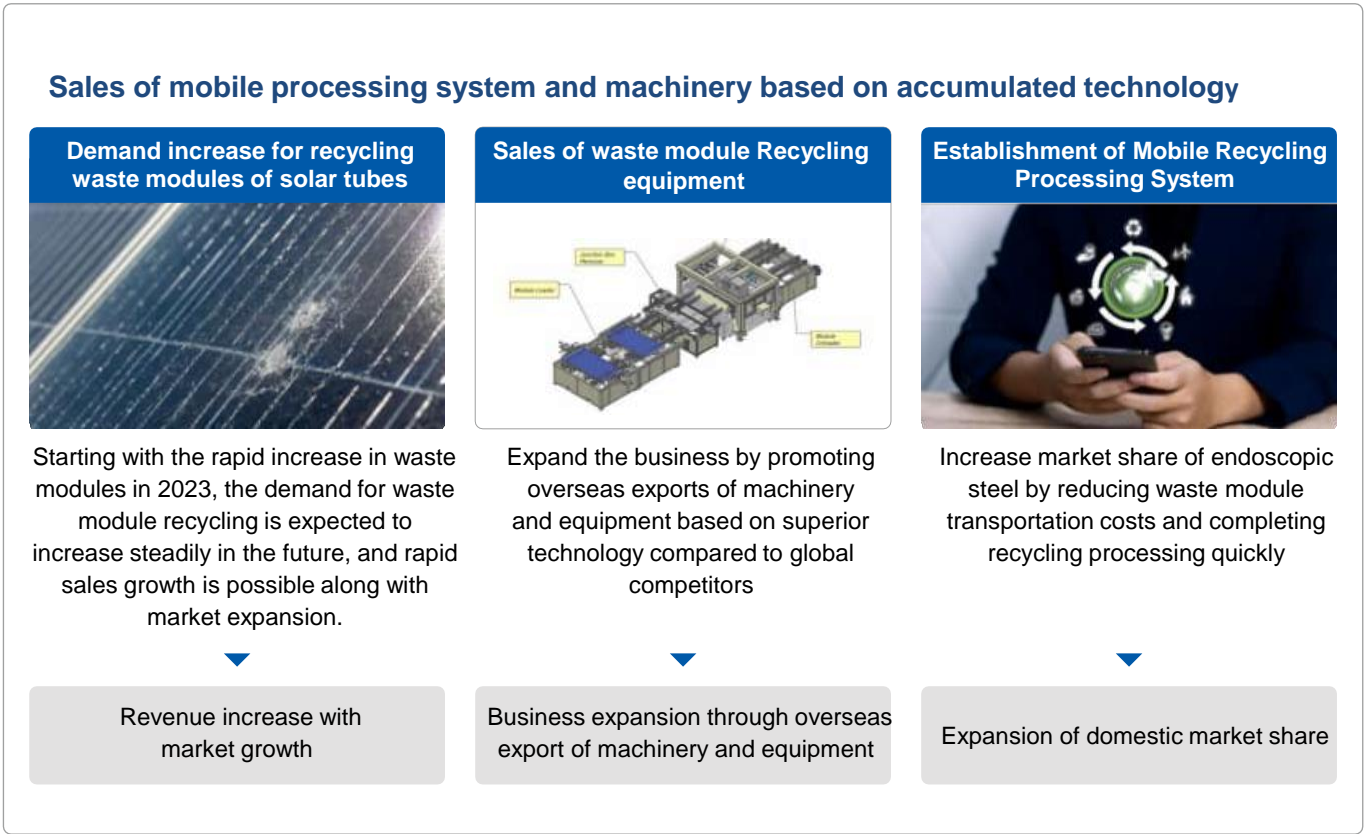 Sales of mobile processing system and machinery based on accumulated technology
Demand increase for recycling
waste modules of solar tubes
Starting with the rapid increase in waste
modules in 2023, the demand for waste
module recycling is expected to
increase steadily in the future, and rapid
sales growth is possible along with
market expansion.
Revenue increase with
market growth
Sales of waste module Recycling
equipment
Module Loader
Expand the business by promoting
overseas exports of machinery
and equipment based on superior
technology compared to global
competitors
Business expansion through overseas
export of machinery and equipment
Establishment of Mobile Recycling
Processing System
Increase market share of endoscopic
steel by reducing waste module
transportation costs and completing
recycling processing quickly
Expansion of domestic market share